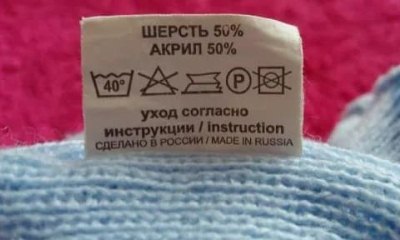 ШЕРСТЬ 50%
АКРИЛ 50%
40° P
уход согласно
инструкции / instruction
СДЕЛАНО В РОССИИ / MADE IN RUSSIA